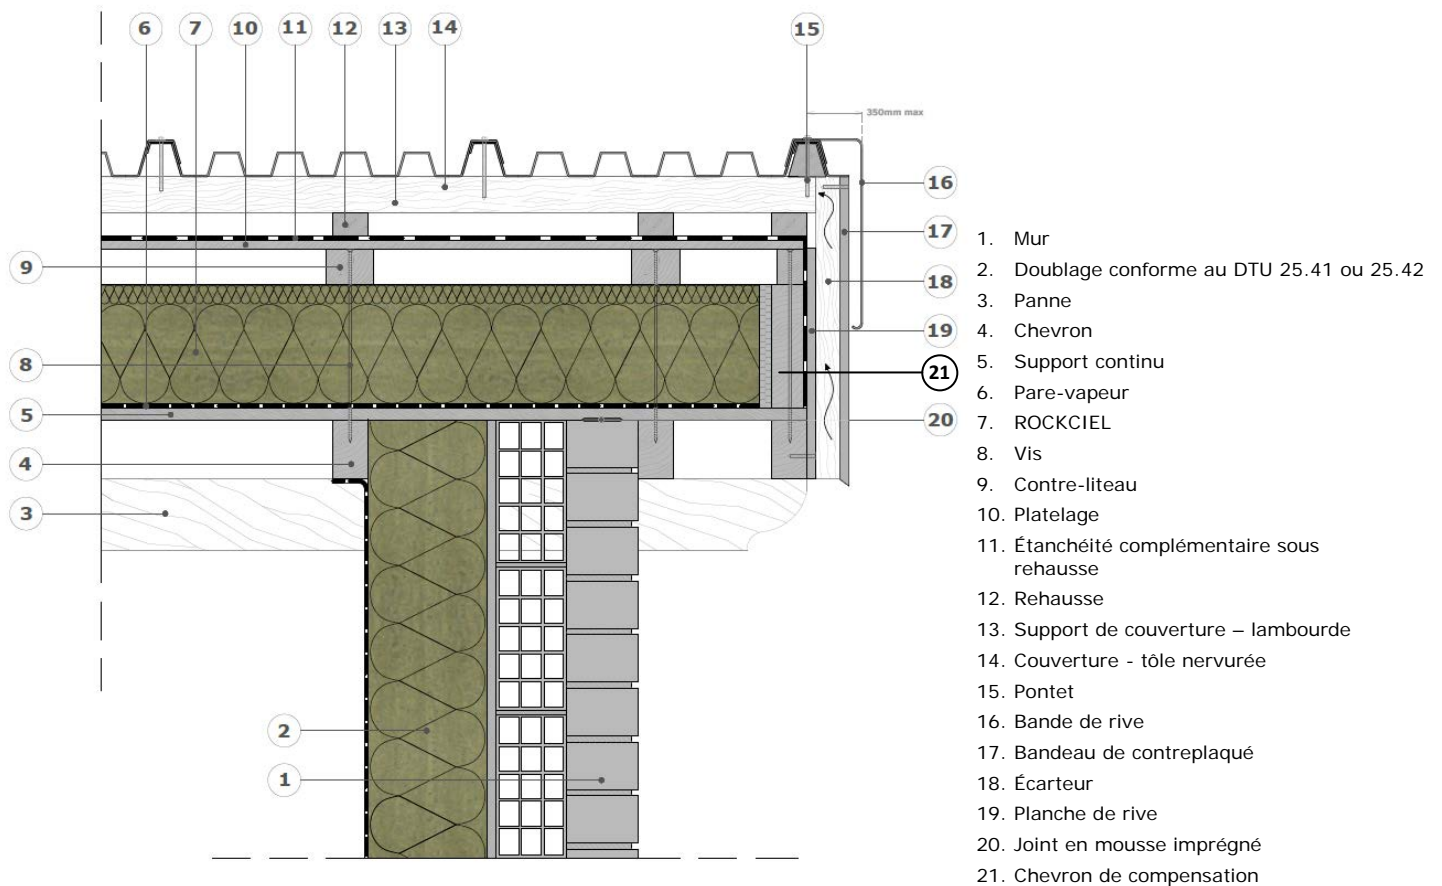 6 7 10 11 12 13 14 15
350mm max
16
17
9
18
19
8
21
5
20
4
3
2
1
1. Mur
2. Doublage conforme au DTU 25.41 ou 25.42
3. Panne
4. Chevron
5. Support continu
6. Pare-vapeur
7. ROCKCIEL
8. Vis
9. Contre-liteau
10. Platelage
11. Étanchéité complémentaire sous
rehausse
12. Rehausse
13. Support de couverture – lambourde
14. Couverture - tôle nervurée
15. Pontet
16. Bande de rive
17. Bandeau de contreplaqué
18. Écarteur
19. Planche de rive
20. Joint en mousse imprégné
21. Chevron de compensation